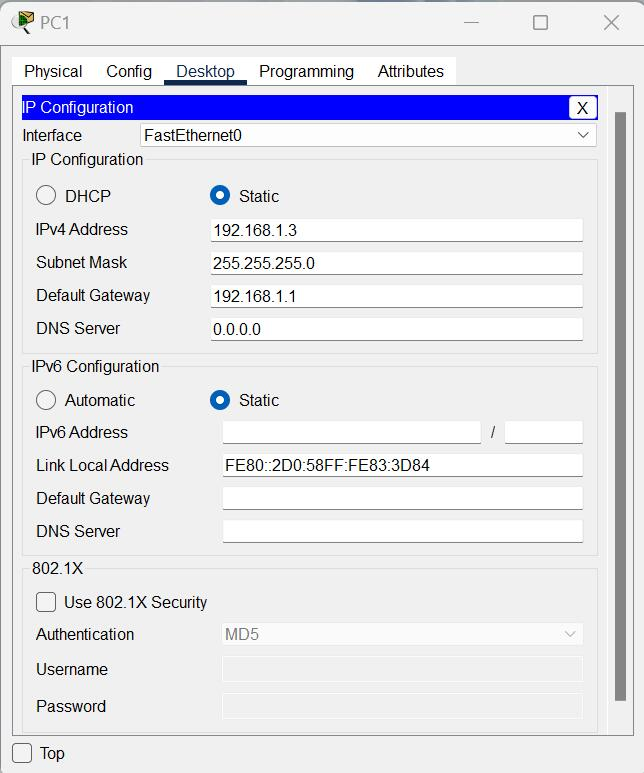 PC1
Physical Config Desktop Programming Attributes
IP Configuration X
Interface FastEthernet0
IP Configuration
DHCP Static
IPv4 Address 192.168.1.3
Subnet Mask 255.255.255.0
Default Gateway 192.168.1.1
DNS Server 0.0.0.0
IPv6 Configuration
Automatic Static
IPv6 Address /
Link Local Address FE80::2D0:58FF:FE83:3D84
Default Gateway
DNS Server
802.1X
Use 802.1X Security
Authentication MD5
Username
Password
Top